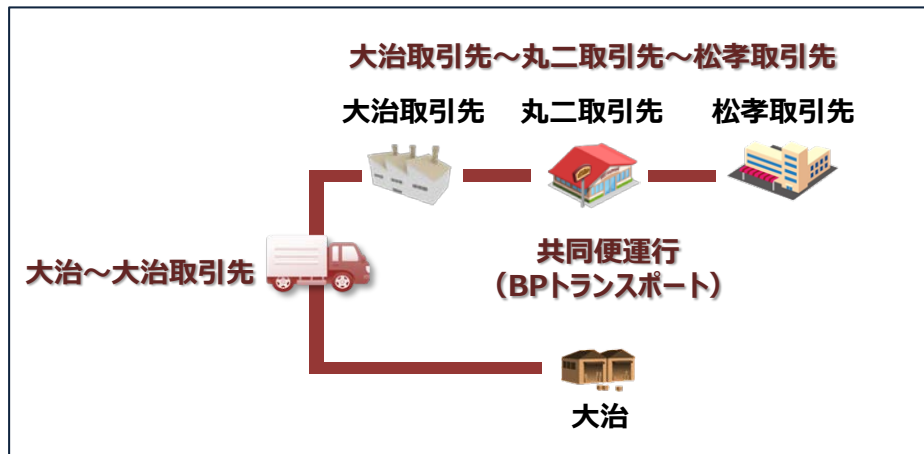 大治取引先～丸二取引先～松孝取引先
大治取引先
丸二取引先
松孝取引先
大治～大治取引先
共同便運行
（BPトランスポート）
大治